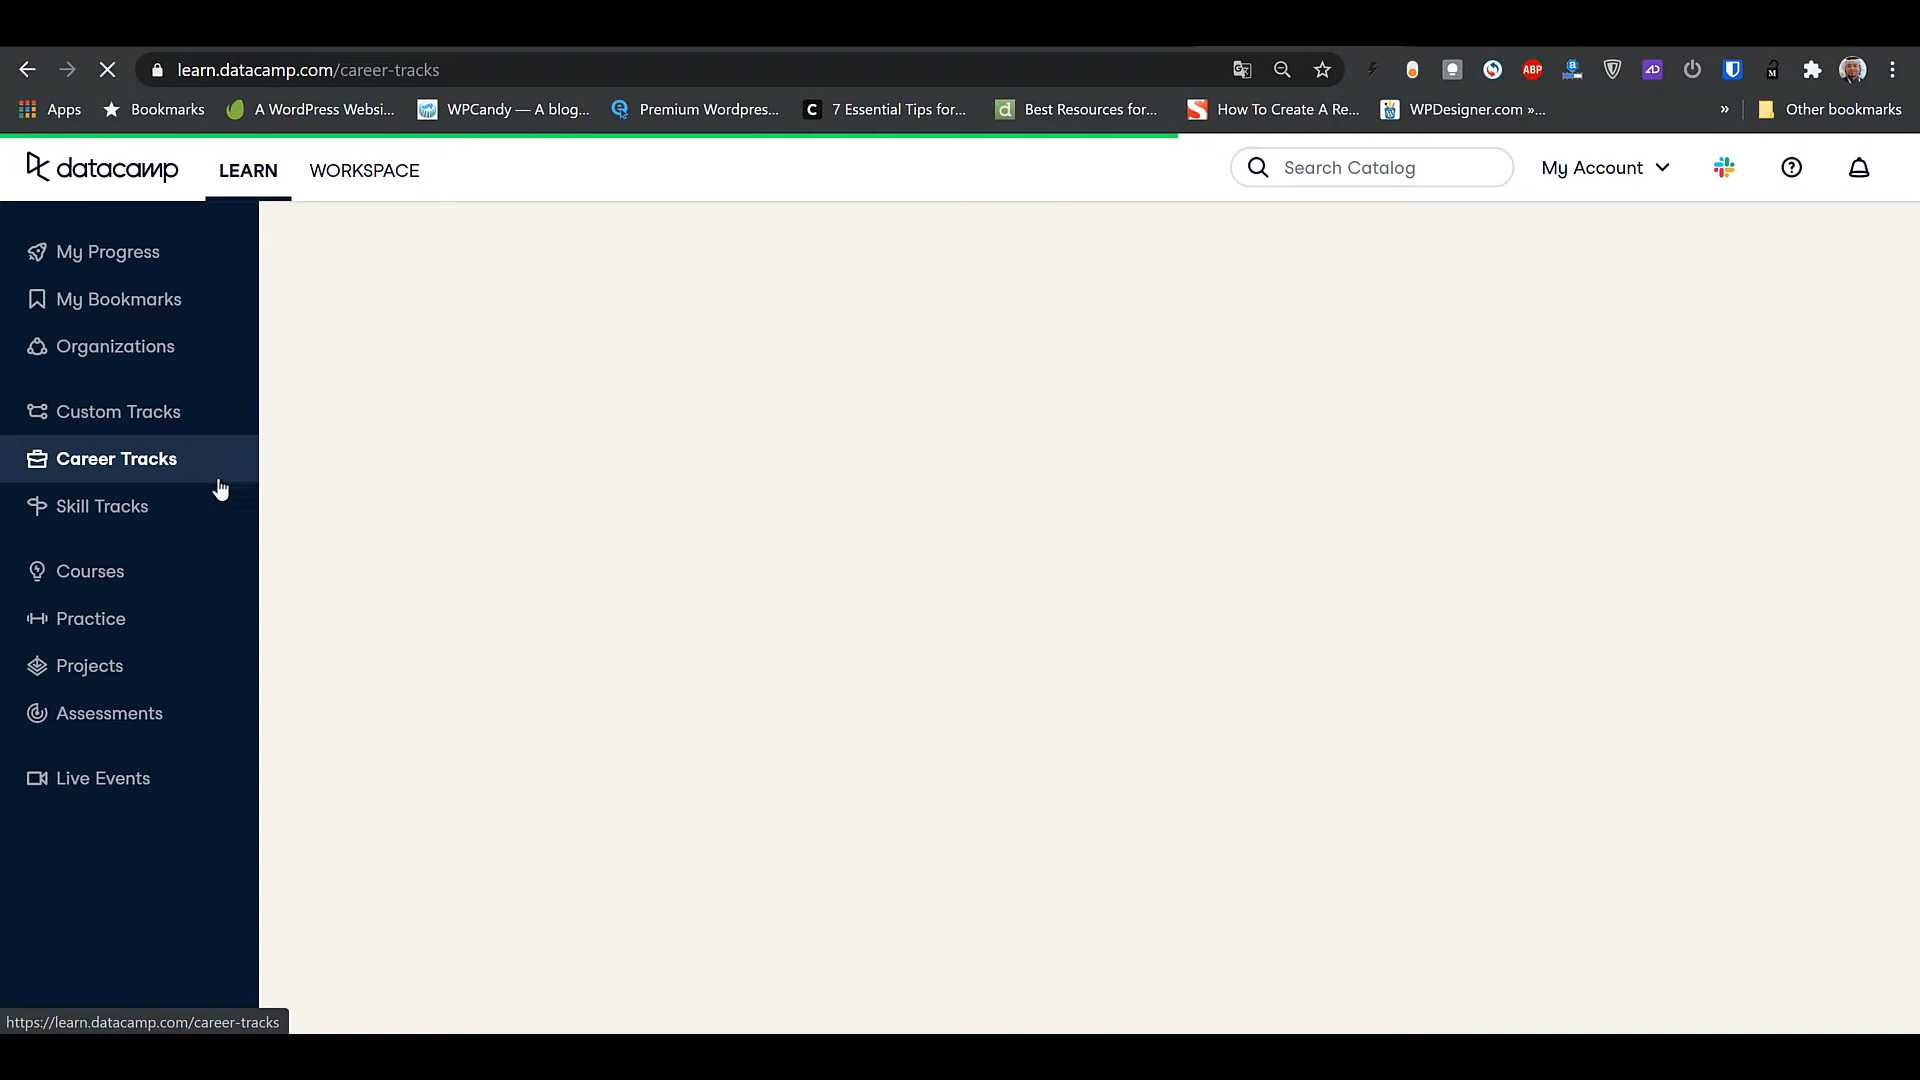 learn.datacamp.com/career-tracks
ABP
Apps Bookmarks A WordPress Websi... WPCandy — A blog... Premium Wordpres... C 7 Essential Tips for... d Best Resources for... S How To Create A Re... WPDesigner.com »... » Other bookmarks
datacamp LEARN WORKSPACE Search Catalog My Account
My Progress
My Bookmarks
Organizations
Custom Tracks
Career Tracks
Skill Tracks
Courses
Practice
Projects
Assessments
Live Events
https://learn.datacamp.com/career-tracks